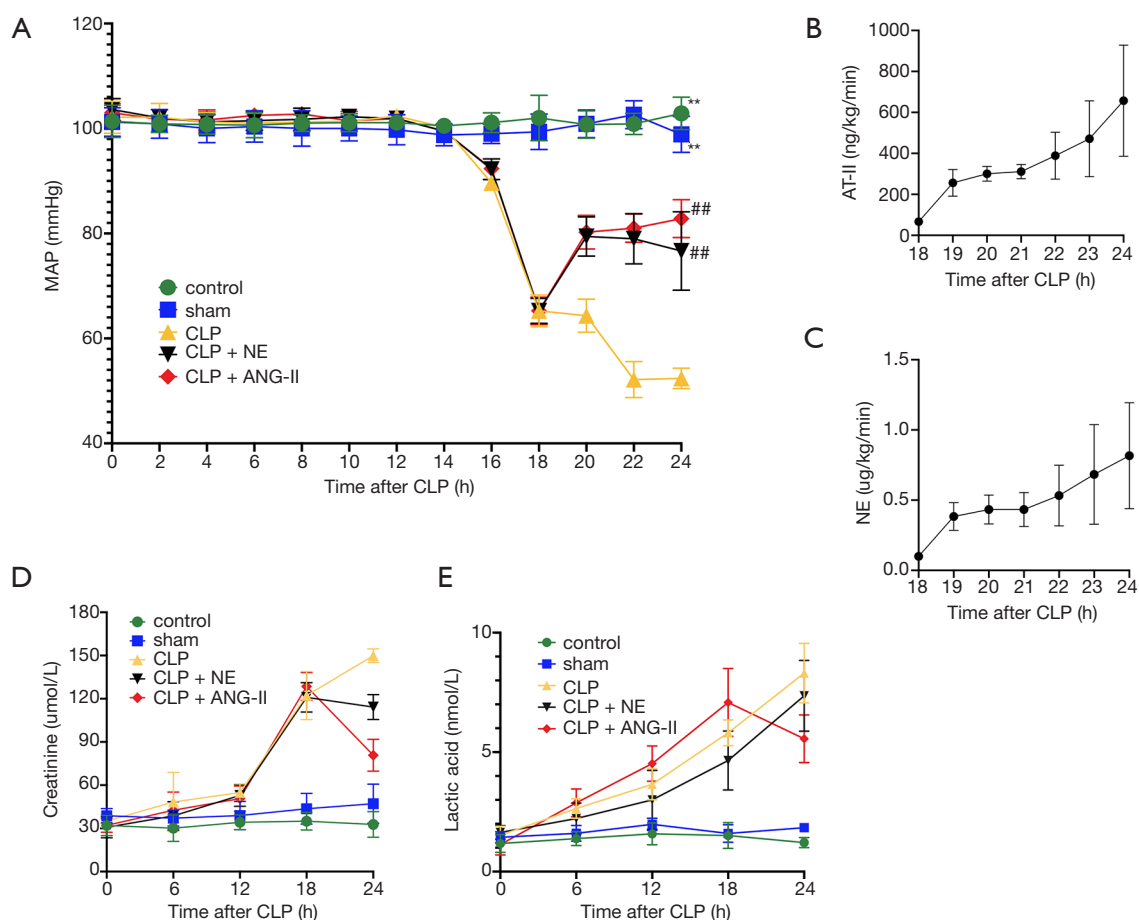 A
120
100
80
60
40
MAP (mmHg)
control
sham
CLP
CLP + NE
CLP + ANG-II
**
**
##
##
0 2 4 6 8 10 12 14 16 18 20 22 24
Time after CLP (h)
B
1000
800
600
400
200
0
AT-II (ng/kg/min)
18 19 20 21 22 23 24
Time after CLP (h)
C
1.5
1.0
0.5
0.0
NE (ug/kg/min)
18 19 20 21 22 23 24
Time after CLP (h)
D
180
150
120
90
60
30
0
Creatinine (umol/L)
control
sham
CLP
CLP + NE
CLP + ANG-II
0 6 12 18 24
Time after CLP (h)
E
10
5
0
Lactic acid (nmol/L)
control
sham
CLP
CLP + NE
CLP + ANG-II
0 6 12 18 24
Time after CLP (h)